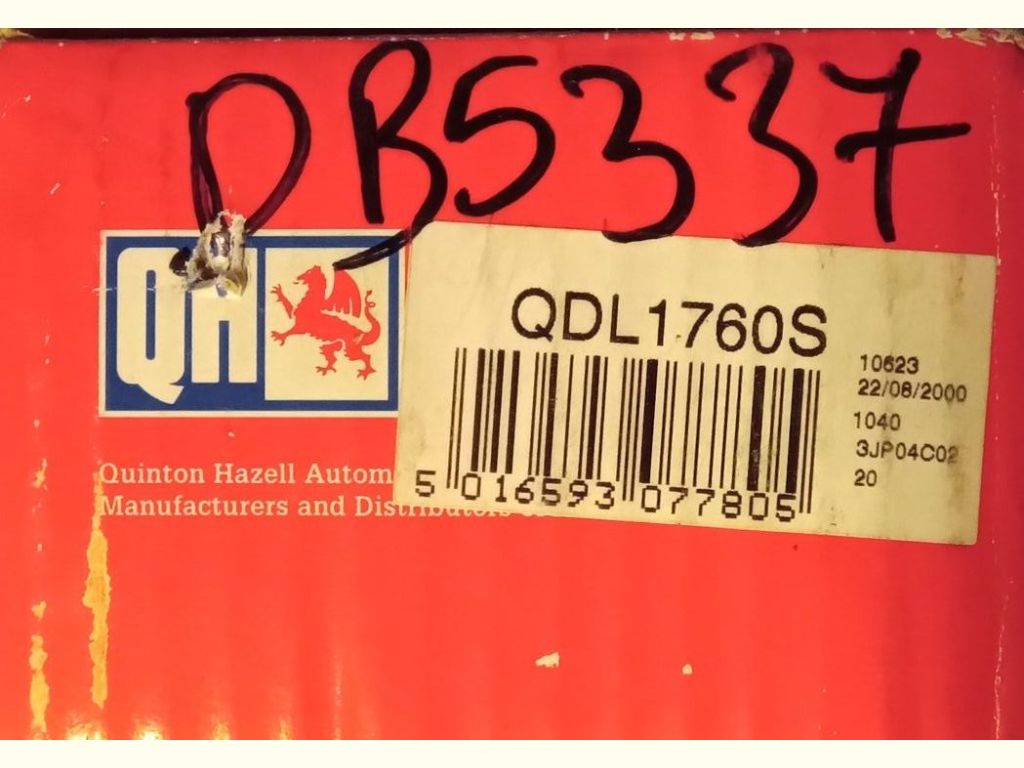 DB5337
QH
QDL1760S
10623
22/08/2000
1040
3JP04C02
20
5 016593 077805
Quinton Hazell Autom
Manufacturers and Distributors